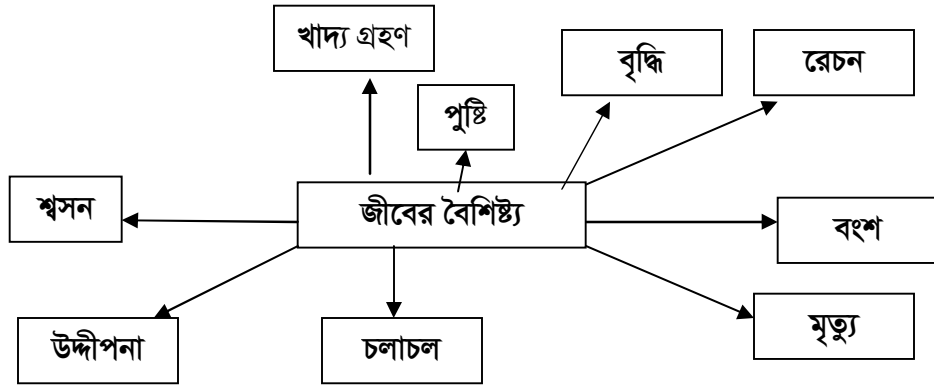 খাদ্য গ্রহণ
বৃদ্ধি
রেচন
পুষ্টি
শ্বসন
জীবের বৈশিষ্ট্য
বংশ
উদ্দীপনা
চলাচল
মৃত্যু